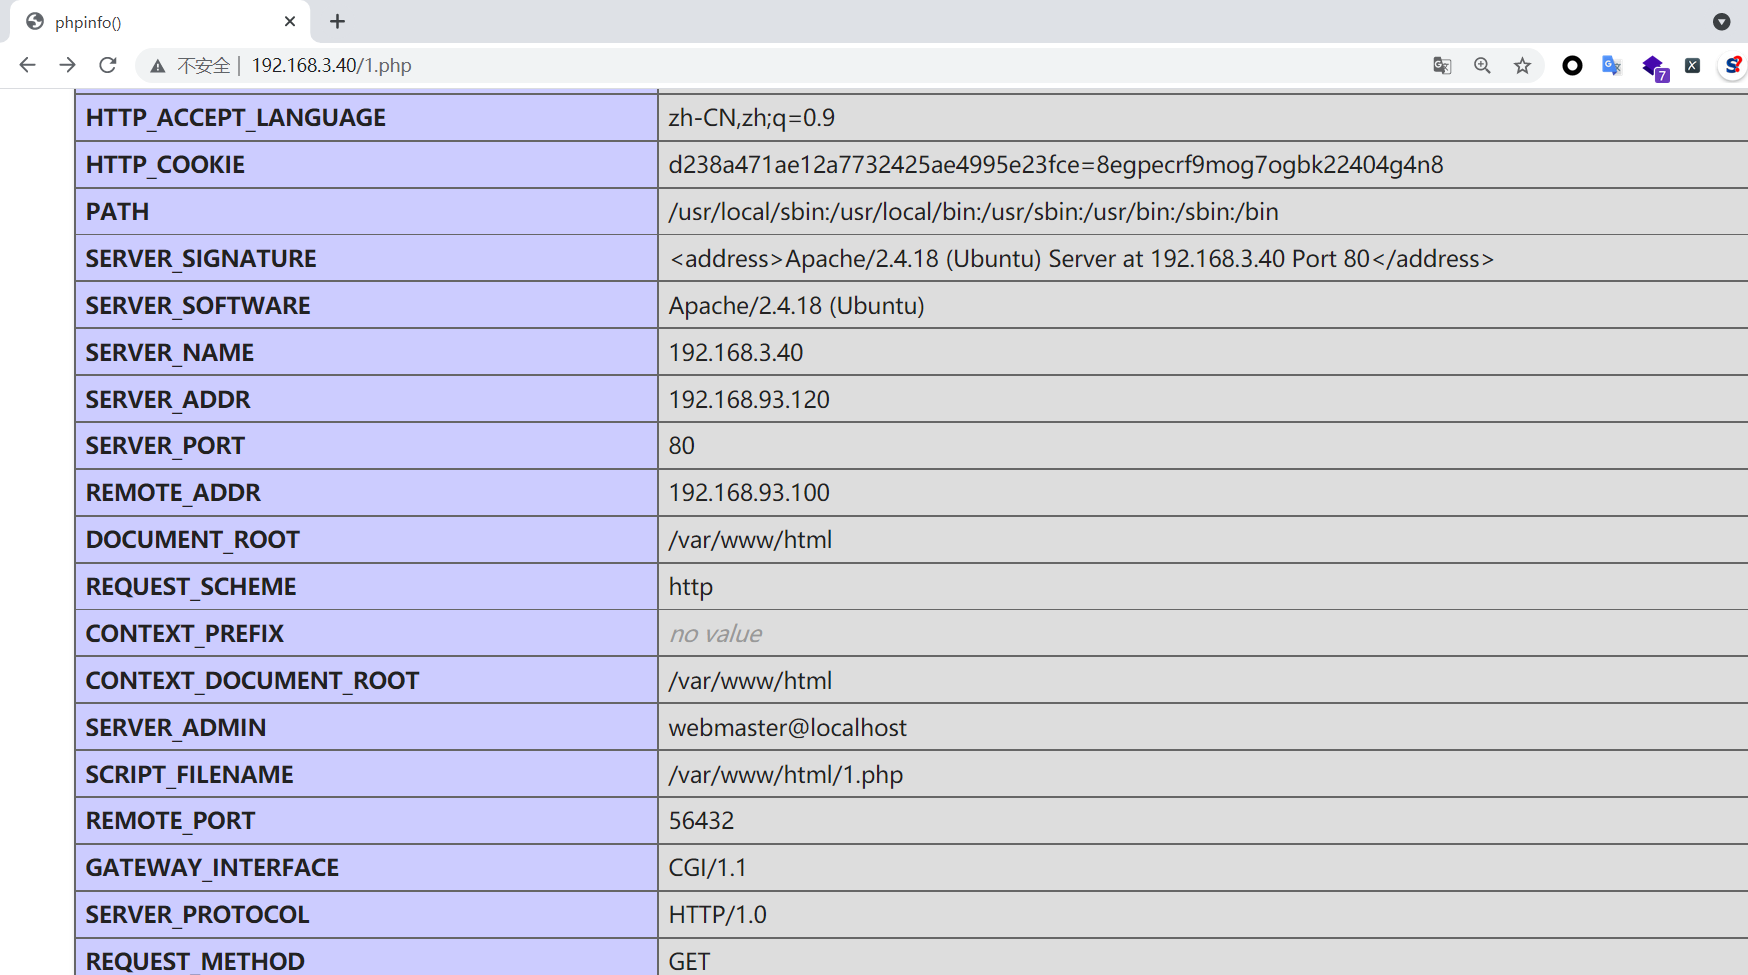 phpinfo()
不安全 | 192.168.3.40/1.php
7
HTTP_ACCEPT_LANGUAGE zh-CN,zh;q=0.9
HTTP_COOKIE d238a471ae12a7732425ae4995e23fce=8egpecrf9mog7ogbk22404g4n8
PATH /usr/local/sbin:/usr/local/bin:/usr/sbin:/usr/bin:/sbin:/bin
SERVER_SIGNATURE <address>Apache/2.4.18 (Ubuntu) Server at 192.168.3.40 Port 80</address>
SERVER_SOFTWARE Apache/2.4.18 (Ubuntu)
SERVER_NAME 192.168.3.40
SERVER_ADDR 192.168.93.120
SERVER_PORT 80
REMOTE_ADDR 192.168.93.100
DOCUMENT_ROOT /var/www/html
REQUEST_SCHEME http
CONTEXT_PREFIX no value
CONTEXT_DOCUMENT_ROOT /var/www/html
SERVER_ADMIN webmaster@localhost
SCRIPT_FILENAME /var/www/html/1.php
REMOTE_PORT 56432
GATEWAY_INTERFACE CGI/1.1
SERVER_PROTOCOL HTTP/1.0
REQUEST_METHOD GET